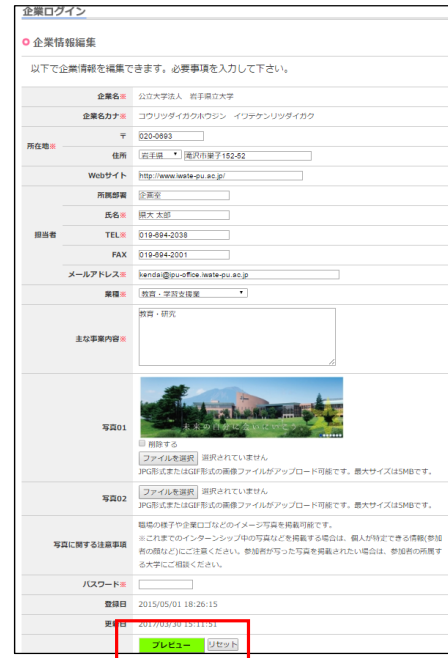 企業ログイン
企業情報編集
以下で企業情報を編集できます。必要事項を入力して下さい。
企業名※ 公立大学法人　岩手県立大学
企業名カナ※ コウリツダイガクホウジン　イワテケンリツダイガク
所在地※
〒 020-0693
住所 岩手県 滝沢市巣子152-52
Webサイト http://www.iwate-pu.ac.jp/
担当者
所属部署 企画室
氏名※ 県大 太郎
TEL※ 019-694-2038
FAX 019-694-2001
メールアドレス※ kendai@ipu-office.iwate-pu.ac.jp
業種※ 教育・学習支援業
主な事業内容※ 教育・研究
写真01
未来の自分に会いにいこう
削除する
ファイルを選択 選択されていません
JPG形式またはGIF形式の画像ファイルがアップロード可能です。最大サイズは5MBです。
写真02
ファイルを選択 選択されていません
JPG形式またはGIF形式の画像ファイルがアップロード可能です。最大サイズは5MBです。
写真に関する注意事項
職場の様子や企業ロゴなどのイメージ写真を掲載可能です。
※これまでのインターンシップ中の写真などを掲載する場合は、個人が特定できる情報(参加
者の顔など)にご注意ください。参加者が写った写真を掲載されたい場合は、参加者の所属す
る大学にご相談ください。
パスワード※
登録日 2015/05/01 18:26:15
更新日 2017/03/30 15:11:51
プレビュー リセット